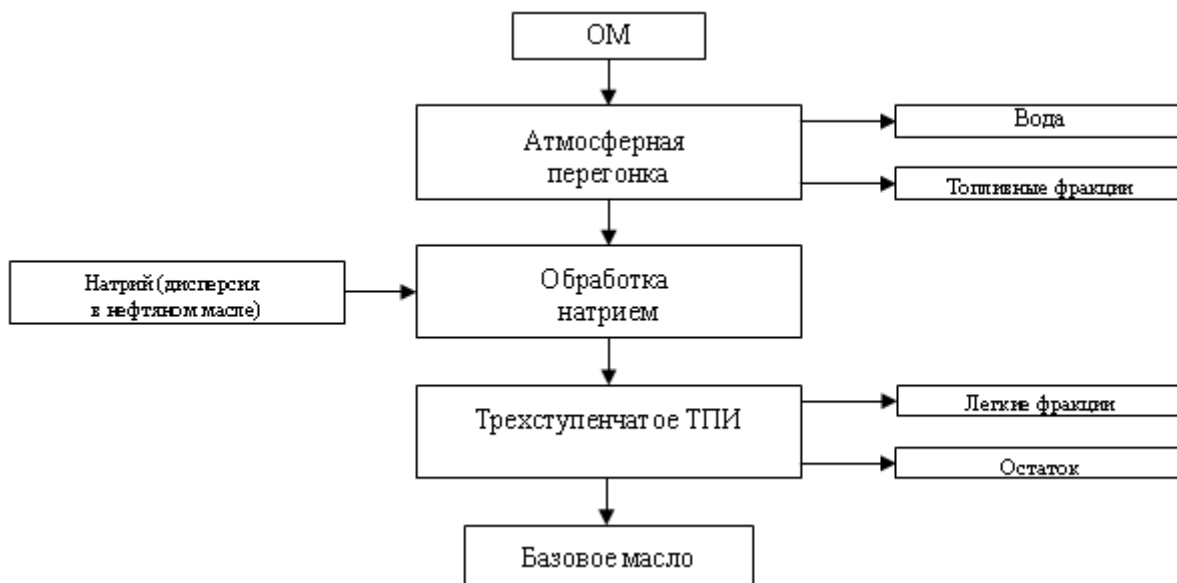 ОМ
Атмосферная
перегонка
Вода
Топливные фракции
Натрий (дисперсия
в нефтяном масле)
Обработка
натрием
Трехступенчатое ТПИ
Легкие фракции
Остаток
Базовое масло